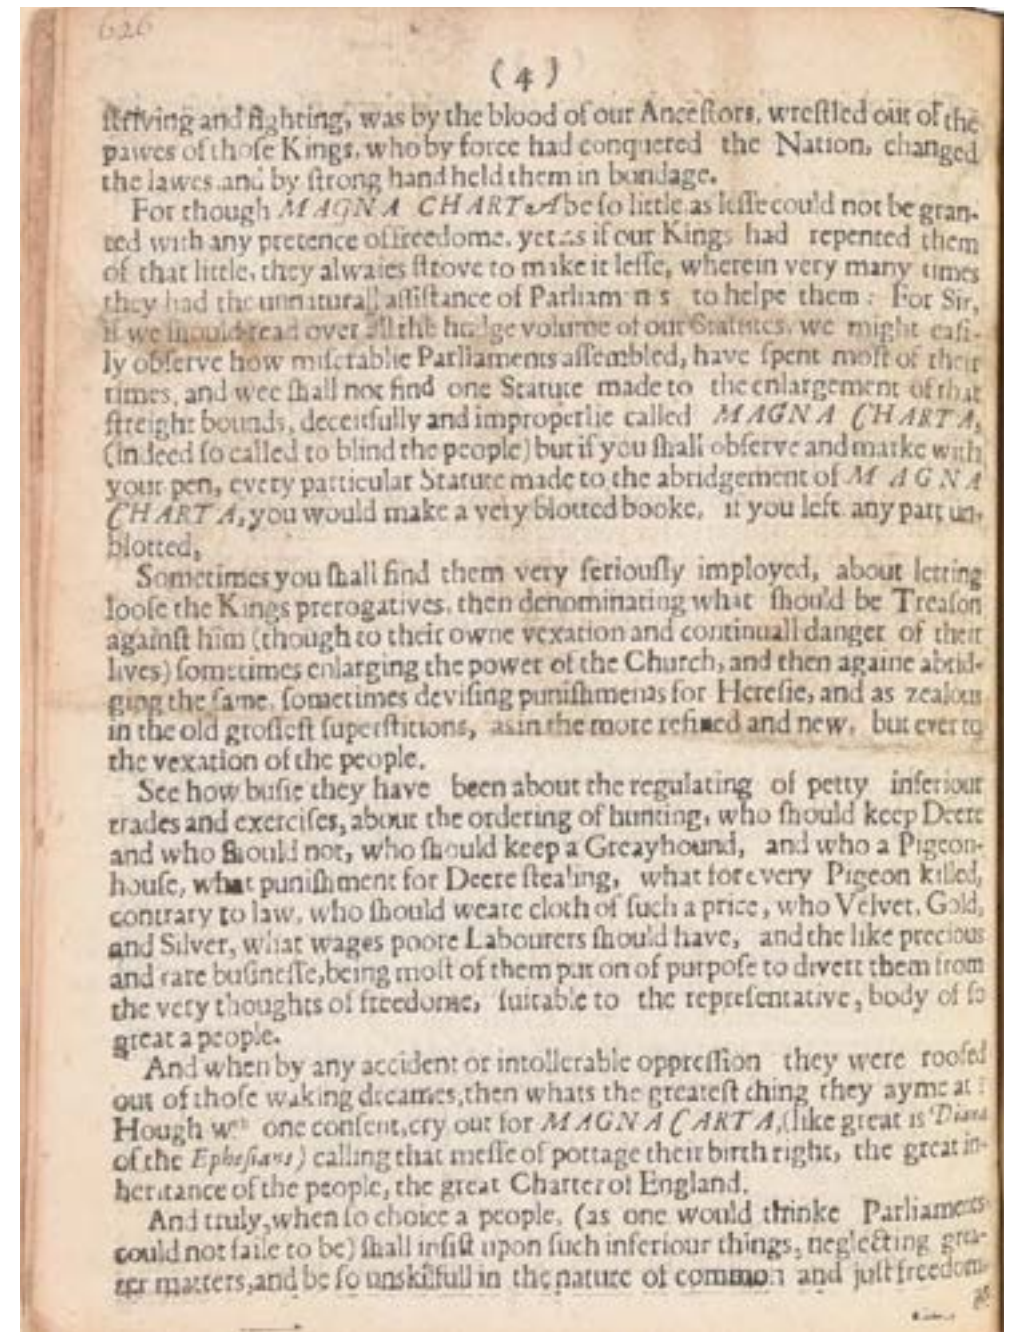 626
(4)
striving and fighting, was by the blood of our Ancestors, wrestled out of the
pawes of those Kings, who by force had conquered the Nation, changed
the lawes and by strong hand held them in bondage.
For though MAGNA CHARTA be so little as lesse could not be gran-
ted with any pretence of freedome, yet as if our Kings had repented them
of that little, they alwaies strove to make it lesse, wherein very many times
they had the unnaturall assistance of Parliam n s to helpe them: For Sir,
if we should read over all the hudge volume of our Statutes, we might easi-
ly observe how miserablie Parliaments assembled, have spent most of their
times, and wee shall not find one Statute made to the enlargement of that
streight bounds, deceitfully and improperlie called MAGNA CHARTA,
(indeed so called to blind the people) but if you shall observe and marke with
your pen, every particular Statute made to the abridgement of MAGNA
CHARTA, you would make a very blotted booke, if you left any part un-
blotted,
Sometimes you shall find them very seriously imployed, about letting
loose the Kings prerogatives, then denominating what should be Treason
against him (though to their owne vexation and continuall danger of their
lives) sometimes enlarging the power of the Church, and then againe abrid-
ging the same, sometimes devising punishmenas for Heresie, and as zealous
in the old grossest superstitions, as in the more refined and new, but ever to
the vexation of the people.
See how busie they have been about the regulating of petty inferiour
trades and exercises, about the ordering of hunting, who should keep Deere
and who should not, who should keep a Greayhound, and who a Pigeon-
house, what punishment for Deere stealing, what for every Pigeon killed,
contrary to law, who should weare cloth of such a price, who Velvet, Gold,
and Silver, what wages poore Labourers should have, and the like precious
and rare businesse, being most of them put on of purpose to divert them from
the very thoughts of freedome, suitable to the representative, body of so
great a people.
And when by any accident or intollerable oppression they were roosed
out of those waking dreames, then whats the greatest thing they ayme at?
Hough wth one consent, cry out for MAGNA CARTA, (like great is Diana
of the Ephesians) calling that messe of pottage their birth right, the great in-
heritance of the people, the great Charter of England.
And truly, when so choice a people, (as one would thinke Parliaments
could not faile to be) shall insist upon such inferiour things, neglecting grea-
ter matters, and be so unskilfull in the nature of common and just freedom